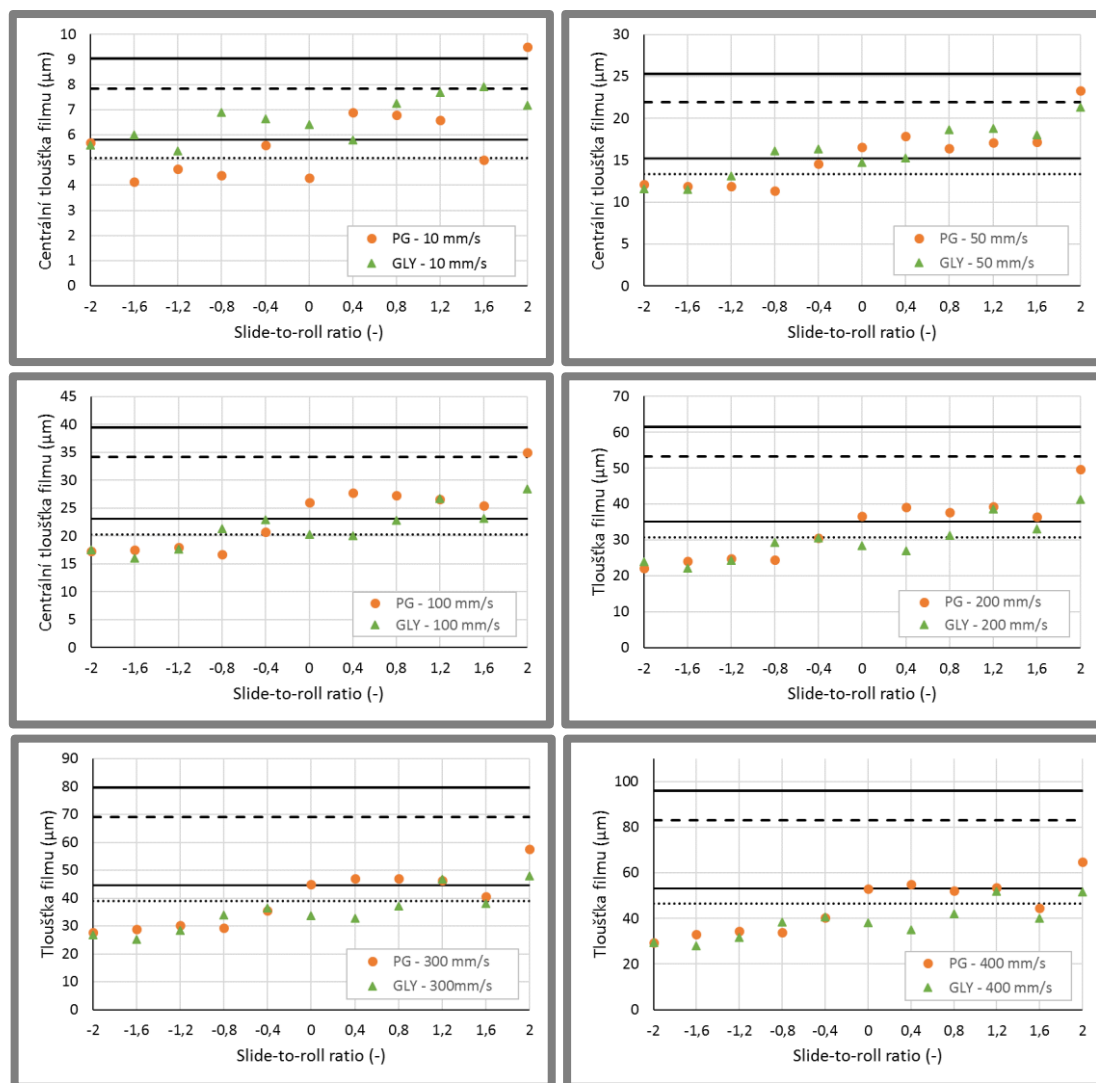 Centrální tloušťka filmu (μm)
10
9
8
7
6
5
4
3
2
1
0
PG - 10 mm/s
GLY - 10 mm/s
-2 -1,6 -1,2 -0,8 -0,4 0 0,4 0,8 1,2 1,6 2
Slide-to-roll ratio (-)
Centrální tloušťka filmu (μm)
30
25
20
15
10
5
0
PG - 50 mm/s
GLY - 50 mm/s
-2 -1,6 -1,2 -0,8 -0,4 0 0,4 0,8 1,2 1,6 2
Slide-to-roll ratio (-)
Centrální tloušťka filmu (μm)
45
40
35
30
25
20
15
10
5
0
PG - 100 mm/s
GLY - 100 mm/s
-2 -1,6 -1,2 -0,8 -0,4 0 0,4 0,8 1,2 1,6 2
Slide-to-roll ratio (-)
Tloušťka filmu (μm)
70
60
50
40
30
20
10
0
PG - 200 mm/s
GLY - 200 mm/s
-2 -1,6 -1,2 -0,8 -0,4 0 0,4 0,8 1,2 1,6 2
Slide-to-roll ratio (-)
Tloušťka filmu (μm)
90
80
70
60
50
40
30
20
10
0
PG - 300 mm/s
GLY - 300mm/s
-2 -1,6 -1,2 -0,8 -0,4 0 0,4 0,8 1,2 1,6 2
Slide-to-roll ratio (-)
Tloušťka filmu (μm)
100
80
60
40
20
0
PG - 400 mm/s
GLY - 400 mm/s
-2 -1,6 -1,2 -0,8 -0,4 0 0,4 0,8 1,2 1,6 2
Slide-to-roll ratio (-)